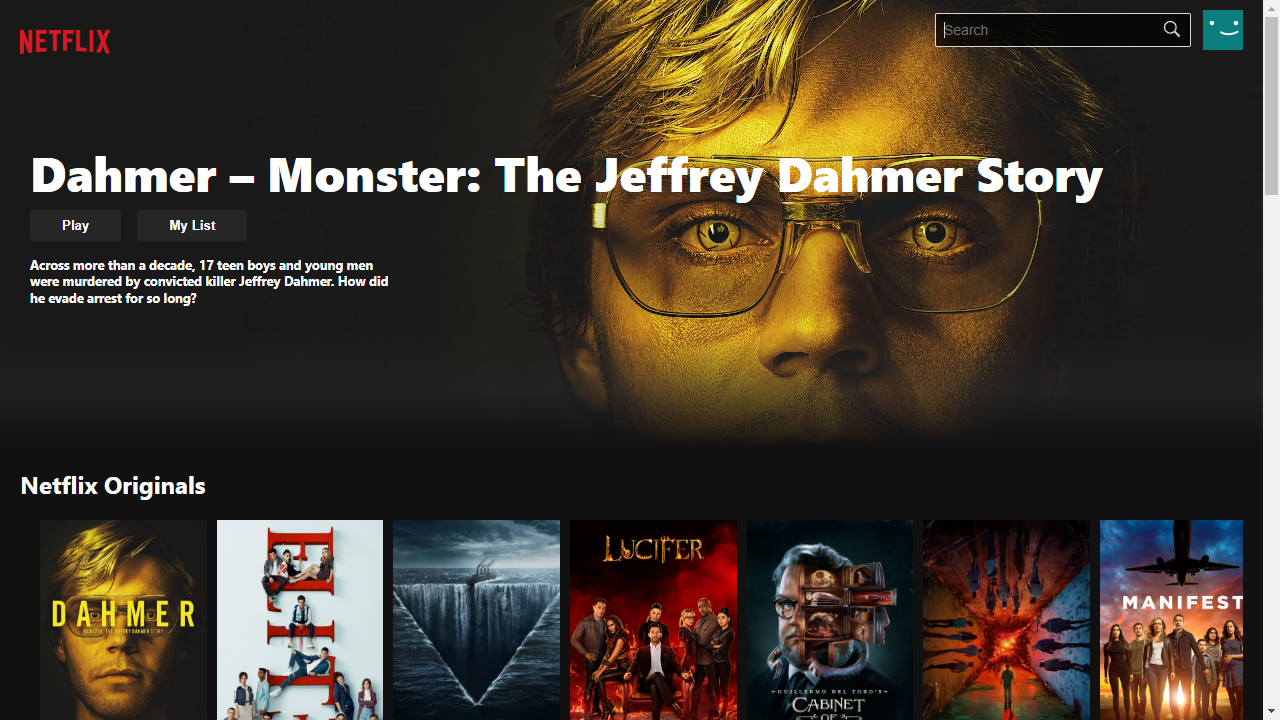 NETFLIX
Search
Dahmer – Monster: The Jeffrey Dahmer Story
Play
My List
Across more than a decade, 17 teen boys and young men
were murdered by convicted killer Jeffrey Dahmer. How did
he evade arrest for so long?
Netflix Originals
DAHMER
MONSTER: THE JEFFREY DAHMER STORY
LUCIFER
GUILLERMO DEL TORO'S
CABINET
OF
MANIFEST